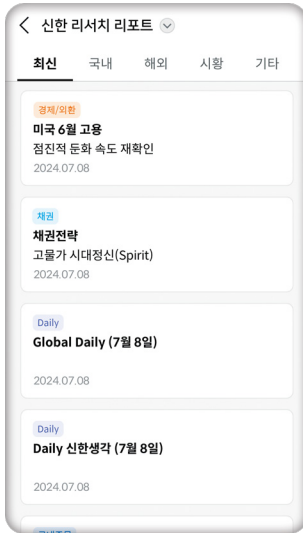 신한 리서치 리포트
최신 국내 해외 시황 기타
경제/외환
미국 6월 고용
점진적 둔화 속도 재확인
2024.07.08
채권
채권전략
고물가 시대정신(Spirit)
2024.07.08
Daily
Global Daily (7월 8일)
2024.07.08
Daily
Daily 신한생각 (7월 8일)
2024.07.08